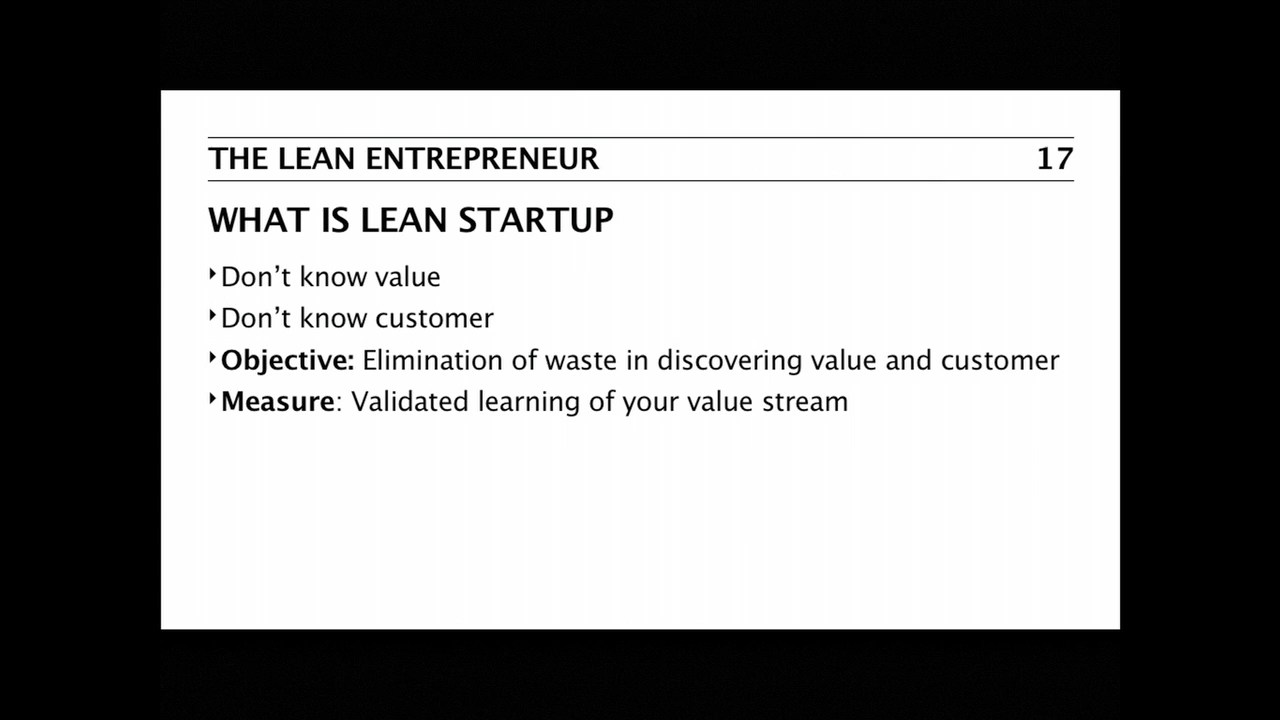 THE LEAN ENTREPRENEUR 17
WHAT IS LEAN STARTUP
‣Don’t know value
‣Don’t know customer
‣Objective: Elimination of waste in discovering value and customer
‣Measure: Validated learning of your value stream